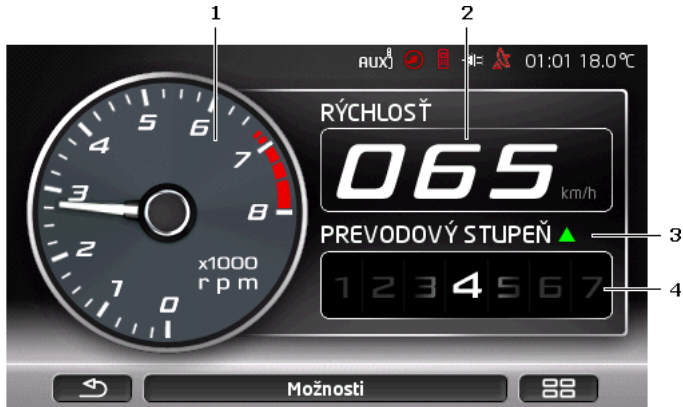 1
2
AUX 01:01 18.0°C
RÝCHLOSŤ
065 km/h
PREVODOVÝ STUPEŇ
3
1 2 3 4 5 6 7
4
0
1
2
3
4
5
6
7
8
x1000
rpm
Možnosti